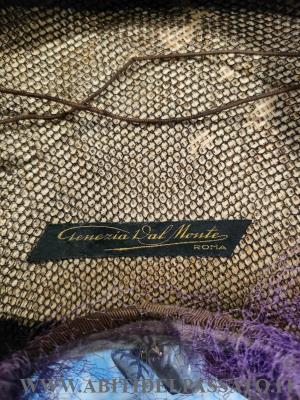 Genezia Dal Monte
ROMA
WWW.ABITIDELPASSATO.IT